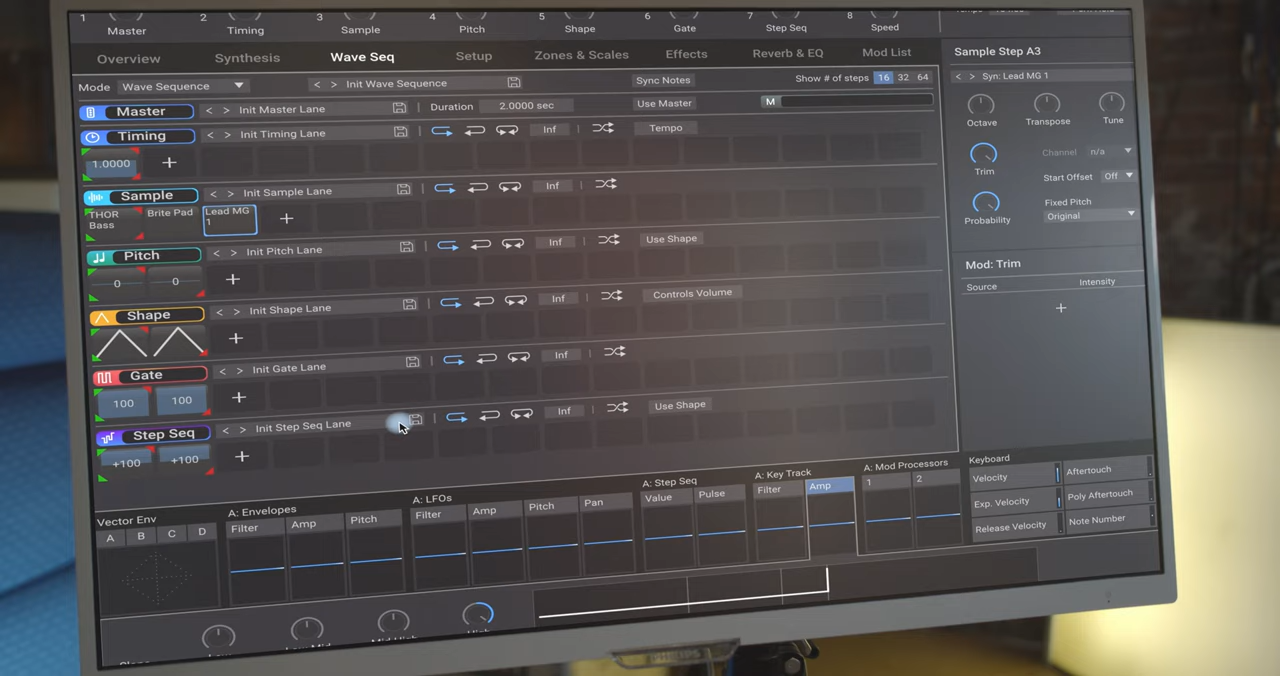 1 2 3 4 5 6 7 8
Master Timing Sample Pitch Shape Gate Step Seq Speed
Overview Synthesis Wave Seq Setup Zones & Scales Effects Reverb & EQ Mod List
Mode Wave Sequence < > Init Wave Sequence Sync Notes Show # of steps 16 32 64
Master < > Init Master Lane Duration 2.0000 sec Use Master M
Timing < > Init Timing Lane Inf Tempo
1.0000 +
Sample < > Init Sample Lane Inf
THOR Bass Brite Pad Lead MG 1 +
Pitch < > Init Pitch Lane Inf Use Shape
0 0 +
Shape < > Init Shape Lane Inf Controls Volume
+
Gate < > Init Gate Lane Inf
100 100 +
Step Seq < > Init Step Seq Lane Inf Use Shape
+100 +100 +
Sample Step A3
< > Syn: Lead MG 1
Octave Transpose Tune
Trim Channel n/a
Start Offset Off
Probability Fixed Pitch
Original
Mod: Trim
Source Intensity
+
Vector Env
A B C D
A: Envelopes
Filter Amp Pitch
A: LFOs
Filter Amp Pitch Pan
A: Step Seq
Value Pulse
A: Key Track
Filter Amp
A: Mod Processors
1 2
Keyboard
Velocity Aftertouch
Exp. Velocity Poly Aftertouch
Release Velocity Note Number
PHILIPS